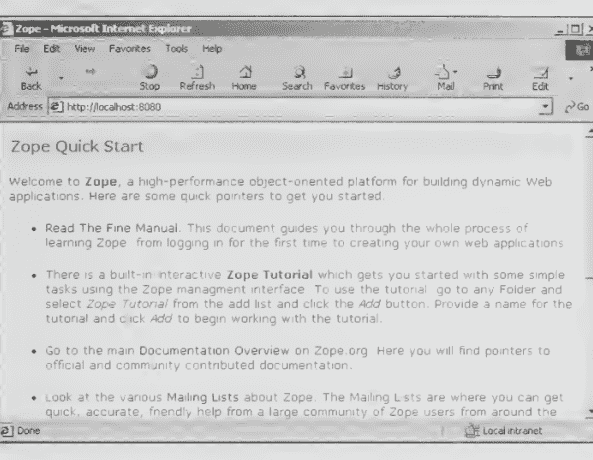 Zope - Microsoft Internet Explorer
File Edit View Favorites Tools Help
Back Stop Refresh Home Search Favorites History Mail Print Edit
Address http://localhost:8080 Go
Zope Quick Start
Welcome to Zope, a high-performance object-oriented platform for building dynamic Web
applications. Here are some quick pointers to get you started.
• Read The Fine Manual. This document guides you through the whole process of
learning Zope from logging in for the first time to creating your own web applications
• There is a built-in interactive Zope Tutorial which gets you started with some simple
tasks using the Zope managment interface To use the tutorial go to any Folder and
select Zope Tutorial from the add list and click the Add button. Provide a name for the
tutorial and click Add to begin working with the tutorial.
• Go to the main Documentation Overview on Zope.org Here you will find pointers to
official and community contributed documentation.
• Look at the various Mailing Lists about Zope. The Mailing Lists are where you can get
quick, accurate, friendly help from a large community of Zope users from around the
Done Local intranet